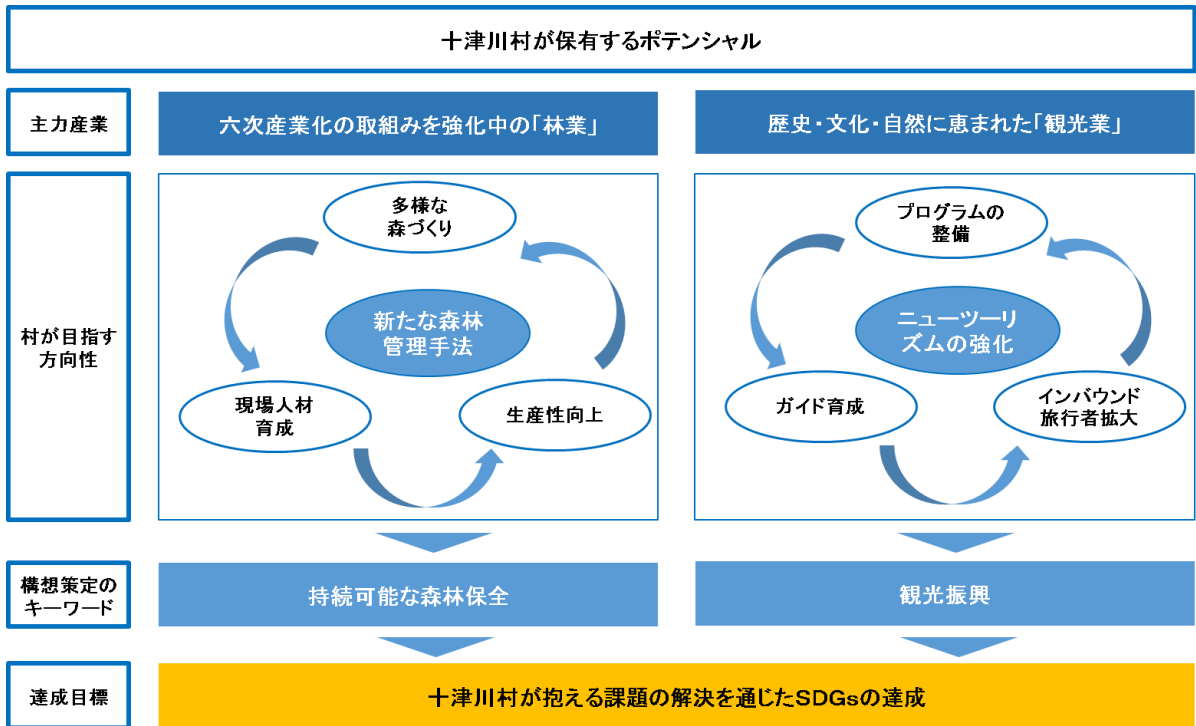 十津川村が保有するポテンシャル
主力産業
六次産業化の取組みを強化中の「林業」
歴史・文化・自然に恵まれた「観光業」
村が目指す
方向性
多様な
森づくり
新たな森林
管理手法
現場人材
育成
生産性向上
プログラムの
整備
ニューツーリ
ズムの強化
ガイド育成
インバウンド
旅行者拡大
構想策定の
キーワード
持続可能な森林保全
観光振興
達成目標
十津川村が抱える課題の解決を通じたSDGsの達成